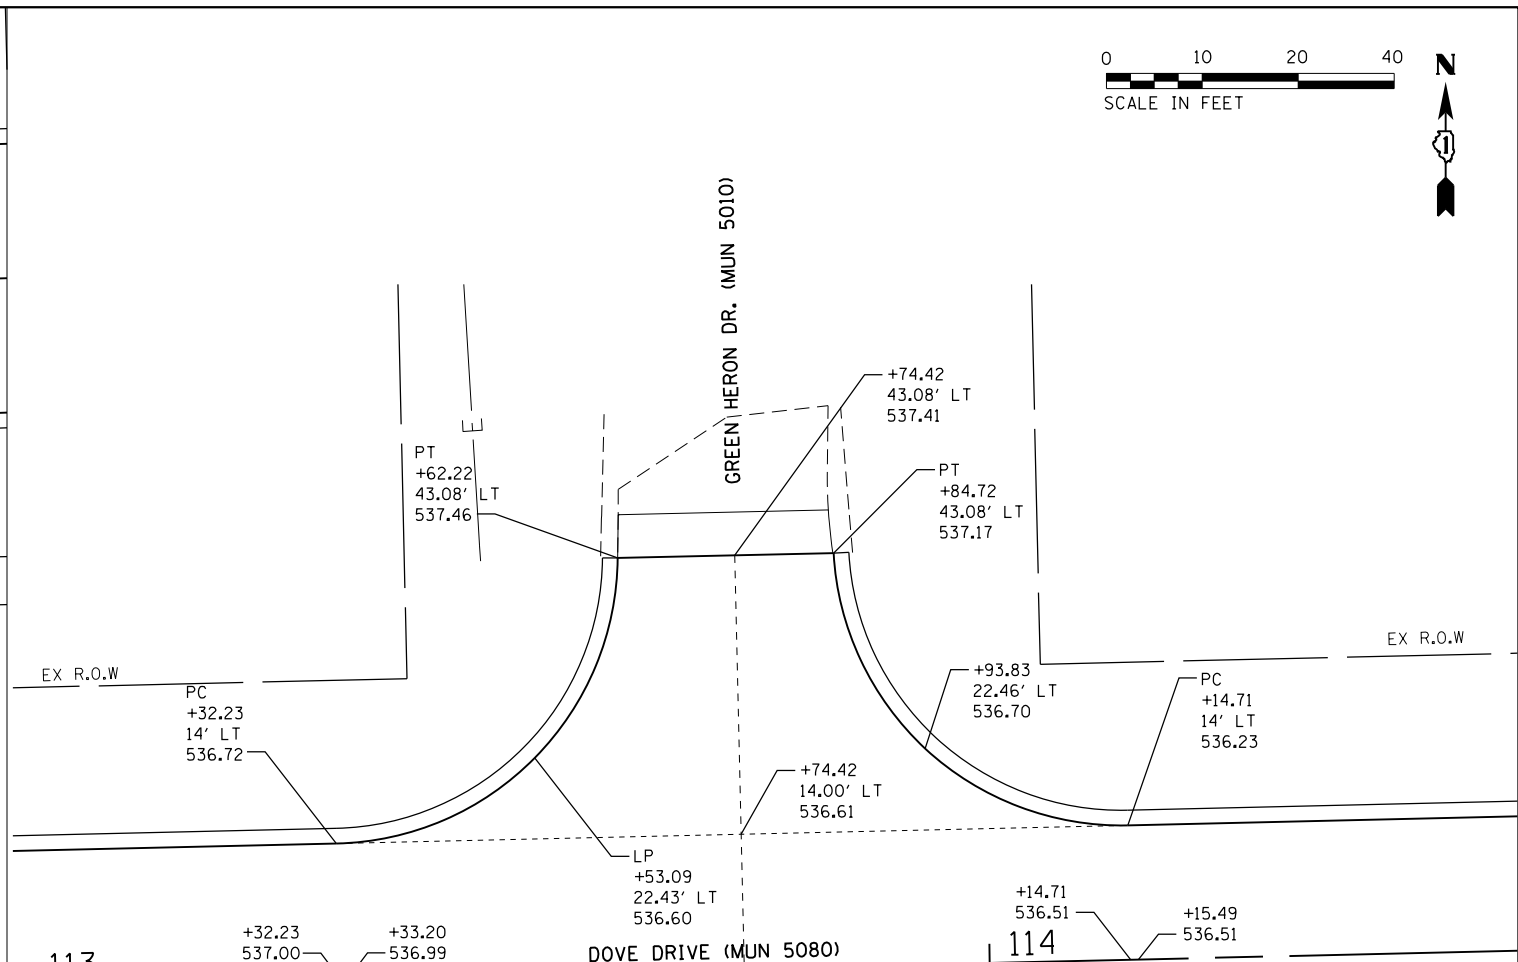 0 10 20 40
SCALE IN FEET
N
1
GREEN HERON DR. (MUN 5010)
+74.42
43.08' LT
537.41
PT
+62.22
43.08' LT
537.46
PT
+84.72
43.08' LT
537.17
EX R.O.W
EX R.O.W
PC
+32.23
14' LT
536.72
+93.83
22.46' LT
536.70
PC
+14.71
14' LT
536.23
+74.42
14.00' LT
536.61
LP
+53.09
22.43' LT
536.60
+14.71
536.51
+15.49
536.51
+32.23
537.00
+33.20
536.99
DOVE DRIVE (MUN 5080)
114
113